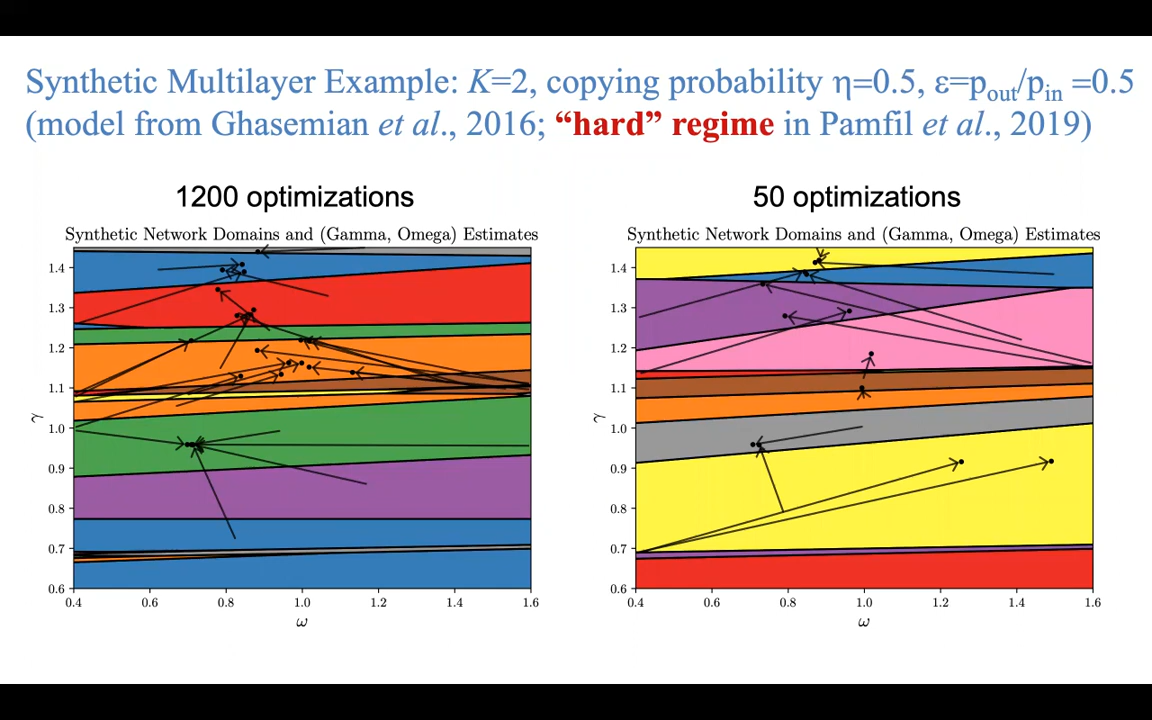 Synthetic Multilayer Example: K=2, copying probability η=0.5, ε=p_out/p_in =0.5
(model from Ghasemian et al., 2016; “hard” regime in Pamfil et al., 2019)
1200 optimizations
Synthetic Network Domains and (Gamma, Omega) Estimates
1.4
1.3
1.2
1.1
1.0
0.9
0.8
0.7
0.6
γ
0.4 0.6 0.8 1.0 1.2 1.4 1.6
ω
50 optimizations
Synthetic Network Domains and (Gamma, Omega) Estimates
1.4
1.3
1.2
1.1
1.0
0.9
0.8
0.7
0.6
γ
0.4 0.6 0.8 1.0 1.2 1.4 1.6
ω